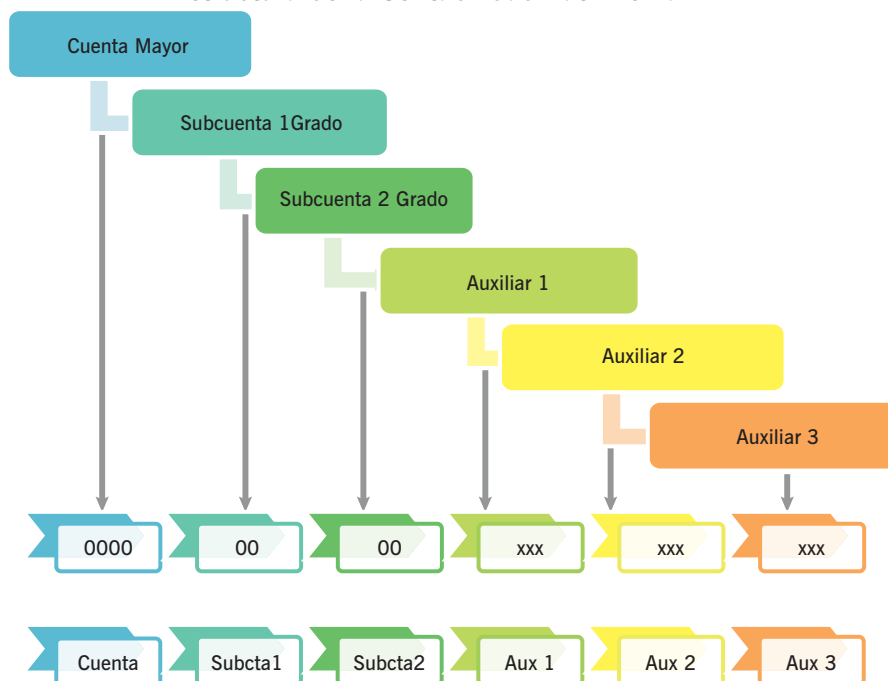 Cuenta Mayor
Subcuenta 1Grado
Subcuenta 2 Grado
Auxiliar 1
Auxiliar 2
Auxiliar 3
0000 00 00 xxx xxx xxx
Cuenta Subcta1 Subcta2 Aux 1 Aux 2 Aux 3